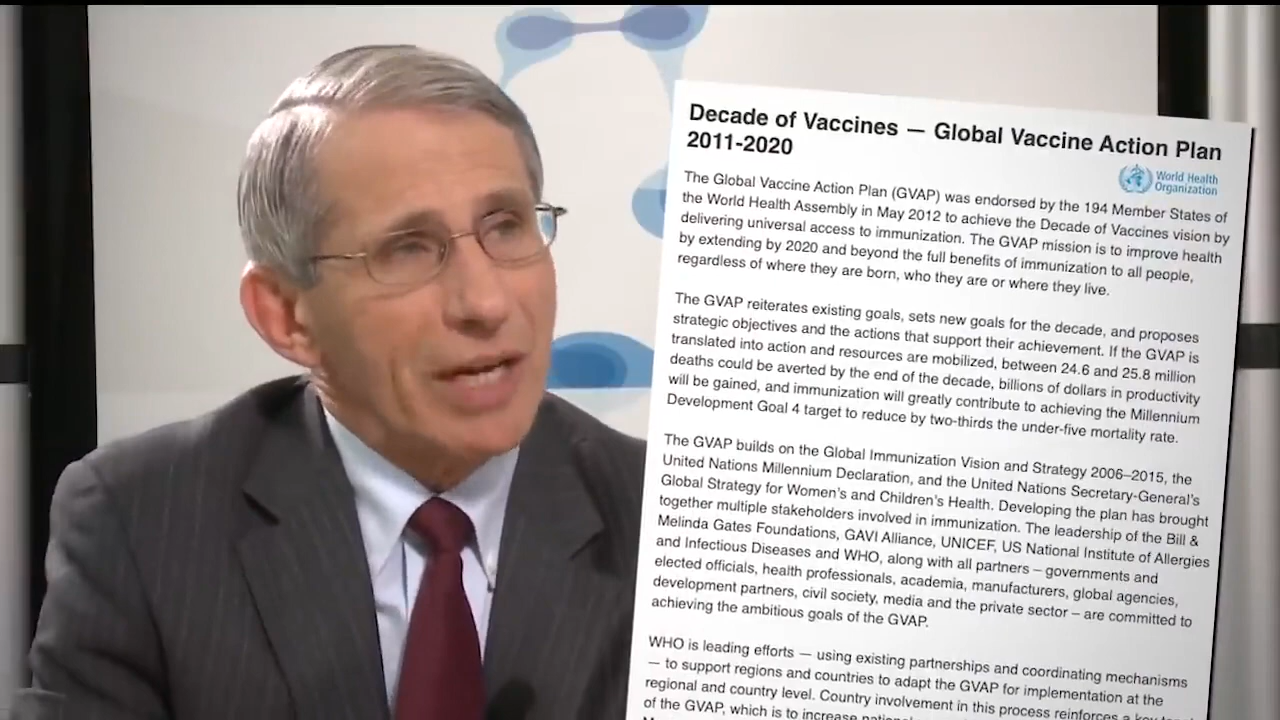 Decade of Vaccines — Global Vaccine Action Plan
2011-2020
World Health
Organization
The Global Vaccine Action Plan (GVAP) was endorsed by the 194 Member States of
the World Health Assembly in May 2012 to achieve the Decade of Vaccines vision by
delivering universal access to immunization. The GVAP mission is to improve health
by extending by 2020 and beyond the full benefits of immunization to all people,
regardless of where they are born, who they are or where they live.
The GVAP reiterates existing goals, sets new goals for the decade, and proposes
strategic objectives and the actions that support their achievement. If the GVAP is
translated into action and resources are mobilized, between 24.6 and 25.8 million
deaths could be averted by the end of the decade, billions of dollars in productivity
will be gained, and immunization will greatly contribute to achieving the Millennium
Development Goal 4 target to reduce by two-thirds the under-five mortality rate.
The GVAP builds on the Global Immunization Vision and Strategy 2006–2015, the
United Nations Millennium Declaration, and the United Nations Secretary-General's
Global Strategy for Women's and Children's Health. Developing the plan has brought
together multiple stakeholders involved in immunization. The leadership of the Bill &
Melinda Gates Foundations, GAVI Alliance, UNICEF, US National Institute of Allergies
and Infectious Diseases and WHO, along with all partners – governments and
elected officials, health professionals, academia, manufacturers, global agencies,
development partners, civil society, media and the private sector – are committed to
achieving the ambitious goals of the GVAP.
WHO is leading efforts — using existing partnerships and coordinating mechanisms
— to support regions and countries to adapt the GVAP for implementation at the
regional and country level. Country involvement in this process reinforces a
of the GVAP, which is to increase